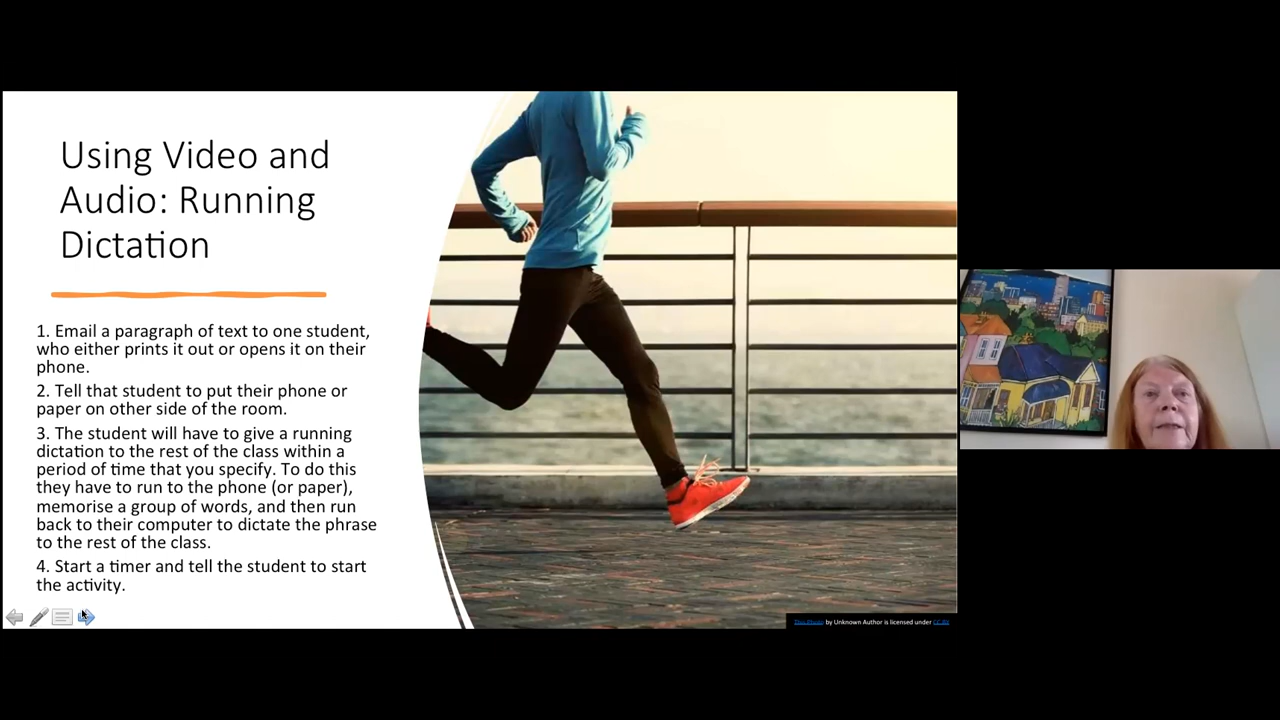 Using Video and
Audio: Running
Dictation
1. Email a paragraph of text to one student,
who either prints it out or opens it on their
phone.
2. Tell that student to put their phone or
paper on other side of the room.
3. The student will have to give a running
dictation to the rest of the class within a
period of time that you specify. To do this
they have to run to the phone (or paper),
memorise a group of words, and then run
back to their computer to dictate the phrase
to the rest of the class.
4. Start a timer and tell the student to start
the activity.
This Photo by Unknown Author is licensed under CC BY